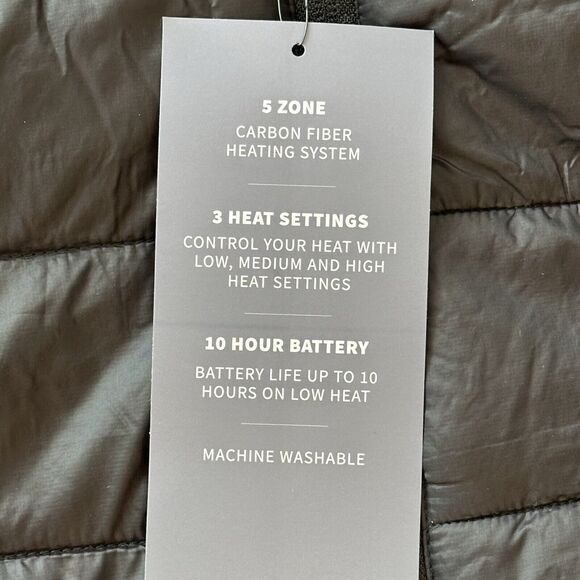 5 ZONE
CARBON FIBER
HEATING SYSTEM
3 HEAT SETTINGS
CONTROL YOUR HEAT WITH
LOW, MEDIUM AND HIGH
HEAT SETTINGS
10 HOUR BATTERY
BATTERY LIFE UP TO 10
HOURS ON LOW HEAT
MACHINE WASHABLE